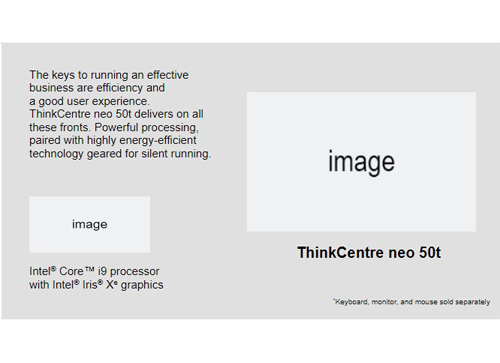 The keys to running an effective
business are efficiency and
a good user experience.
ThinkCentre neo 50t delivers on all
these fronts. Powerful processing,
paired with highly energy-efficient
technology geared for silent running.
image
image
Intel® Core™ i9 processor
with Intel® Iris® Xᵉ graphics
ThinkCentre neo 50t
*Keyboard, monitor, and mouse sold separately